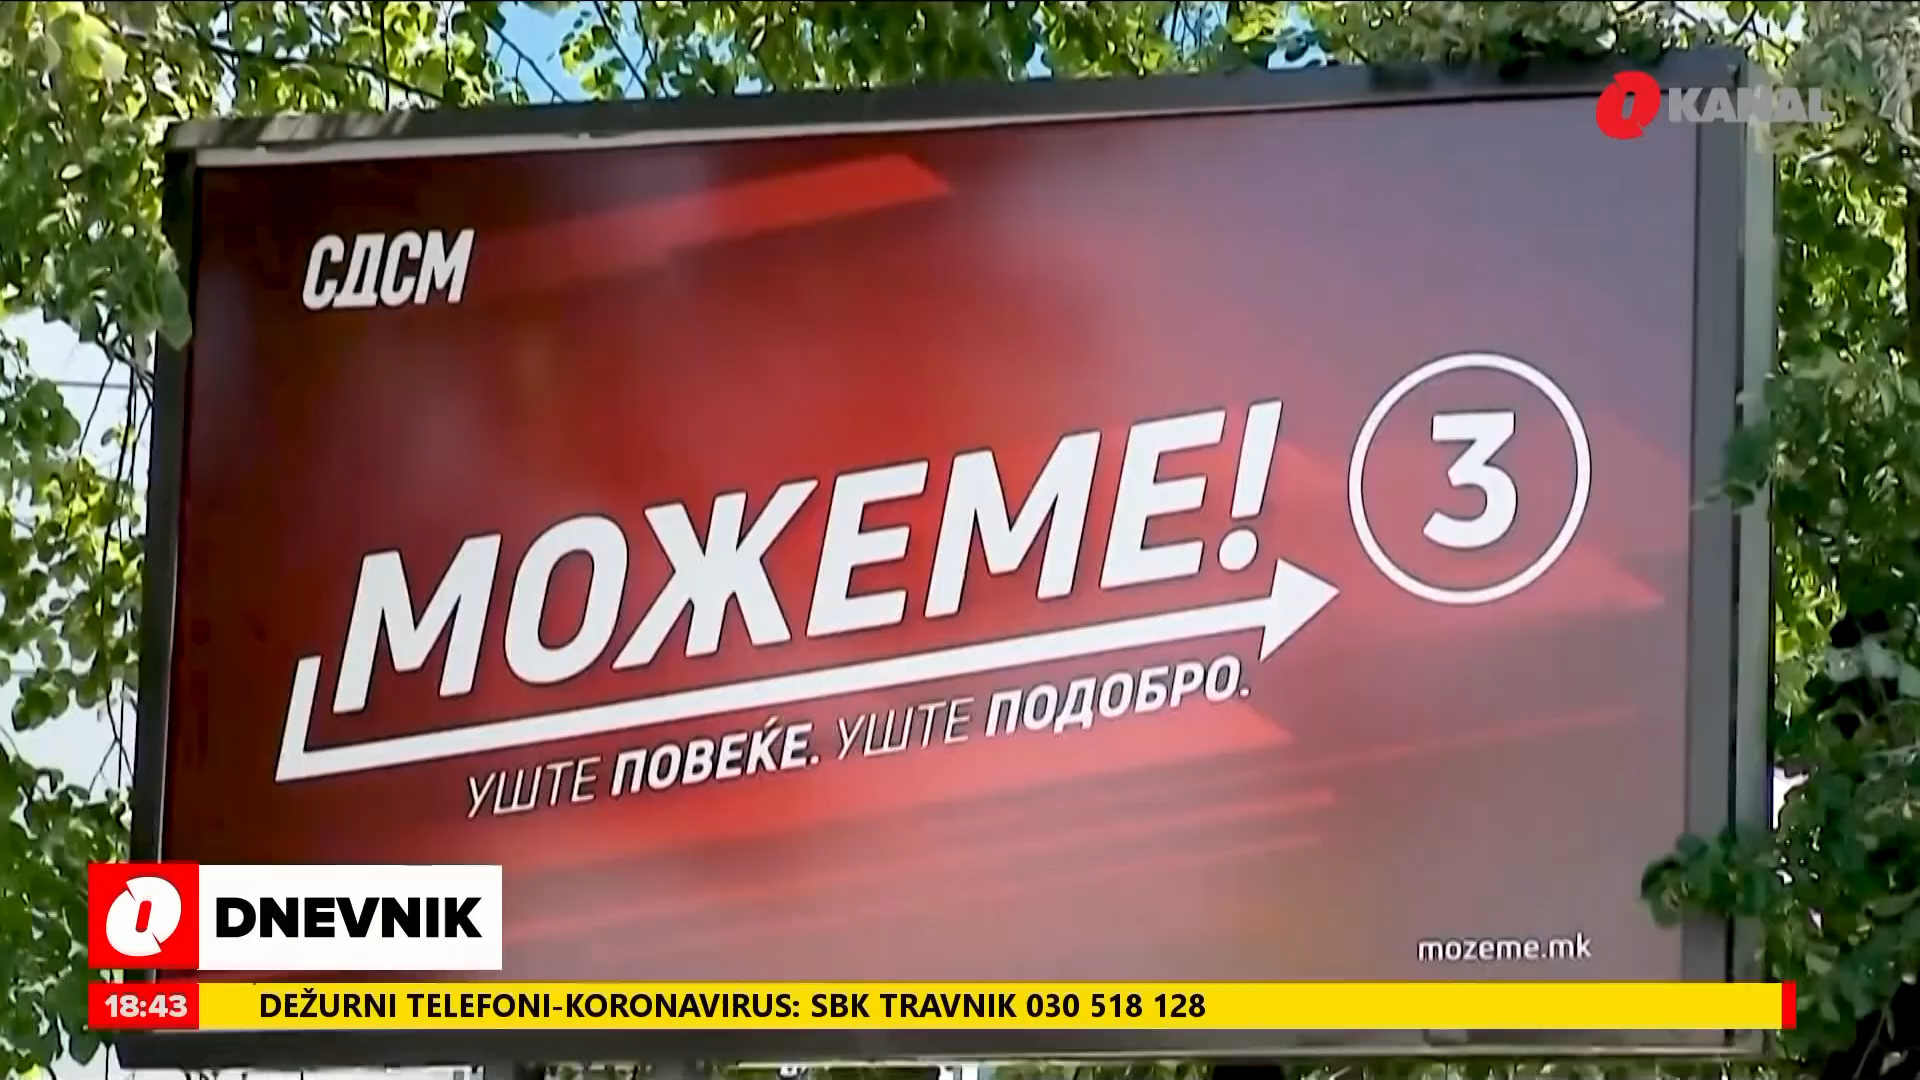 KANAL
СДСМ
МОЖЕМЕ!
3
УШТЕ ПОВЕЌЕ. УШТЕ ПОДОБРО.
mozeme.mk
DNEVNIK
18:43 DEŽURNI TELEFONI-KORONAVIRUS: SBK TRAVNIK 030 518 128